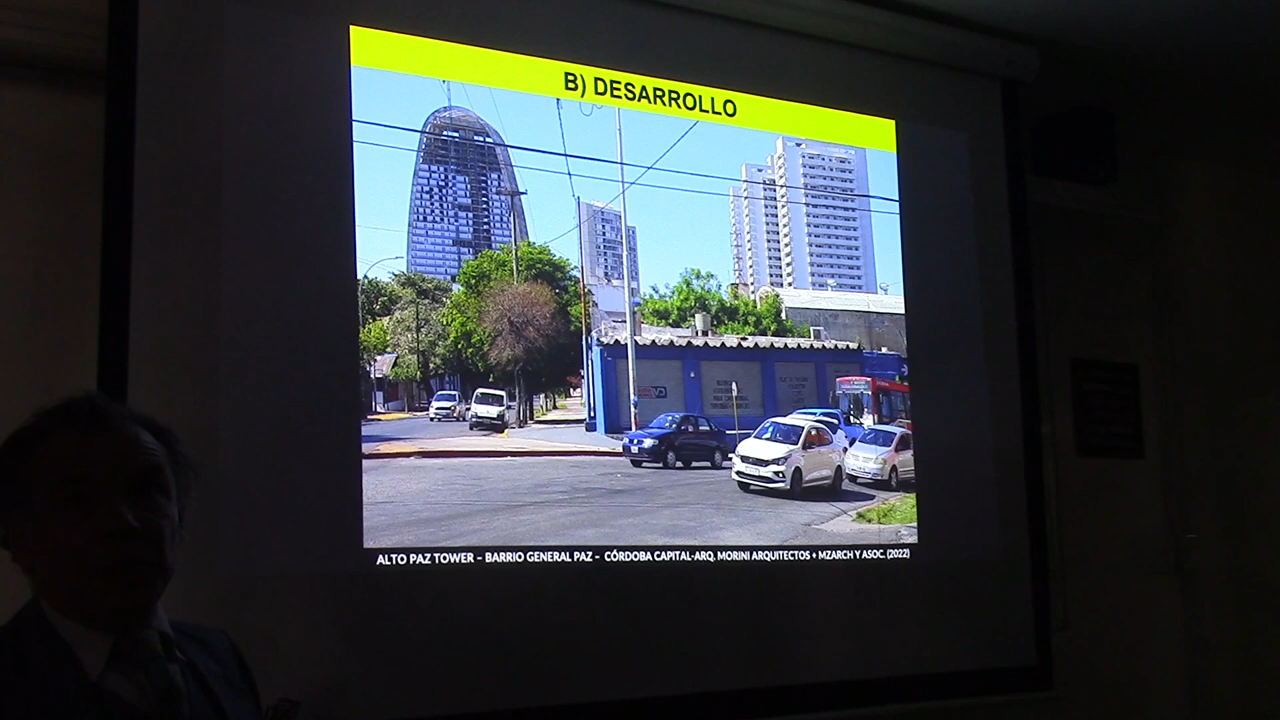 B) DESARROLLO
ALTO PAZ TOWER – BARRIO GENERAL PAZ – CÓRDOBA CAPITAL-ARQ. MORINI ARQUITECTOS + MZARCH Y ASOC. (2022)